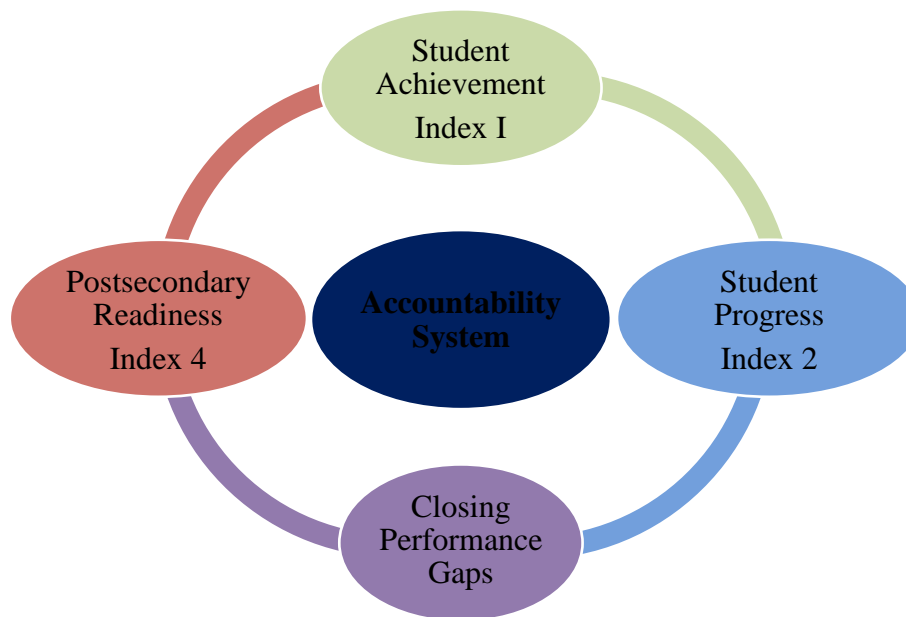 Student
Achievement
Index I
Postsecondary
Readiness
Index 4
Accountability
System
Student
Progress
Index 2
Closing
Performance
Gaps